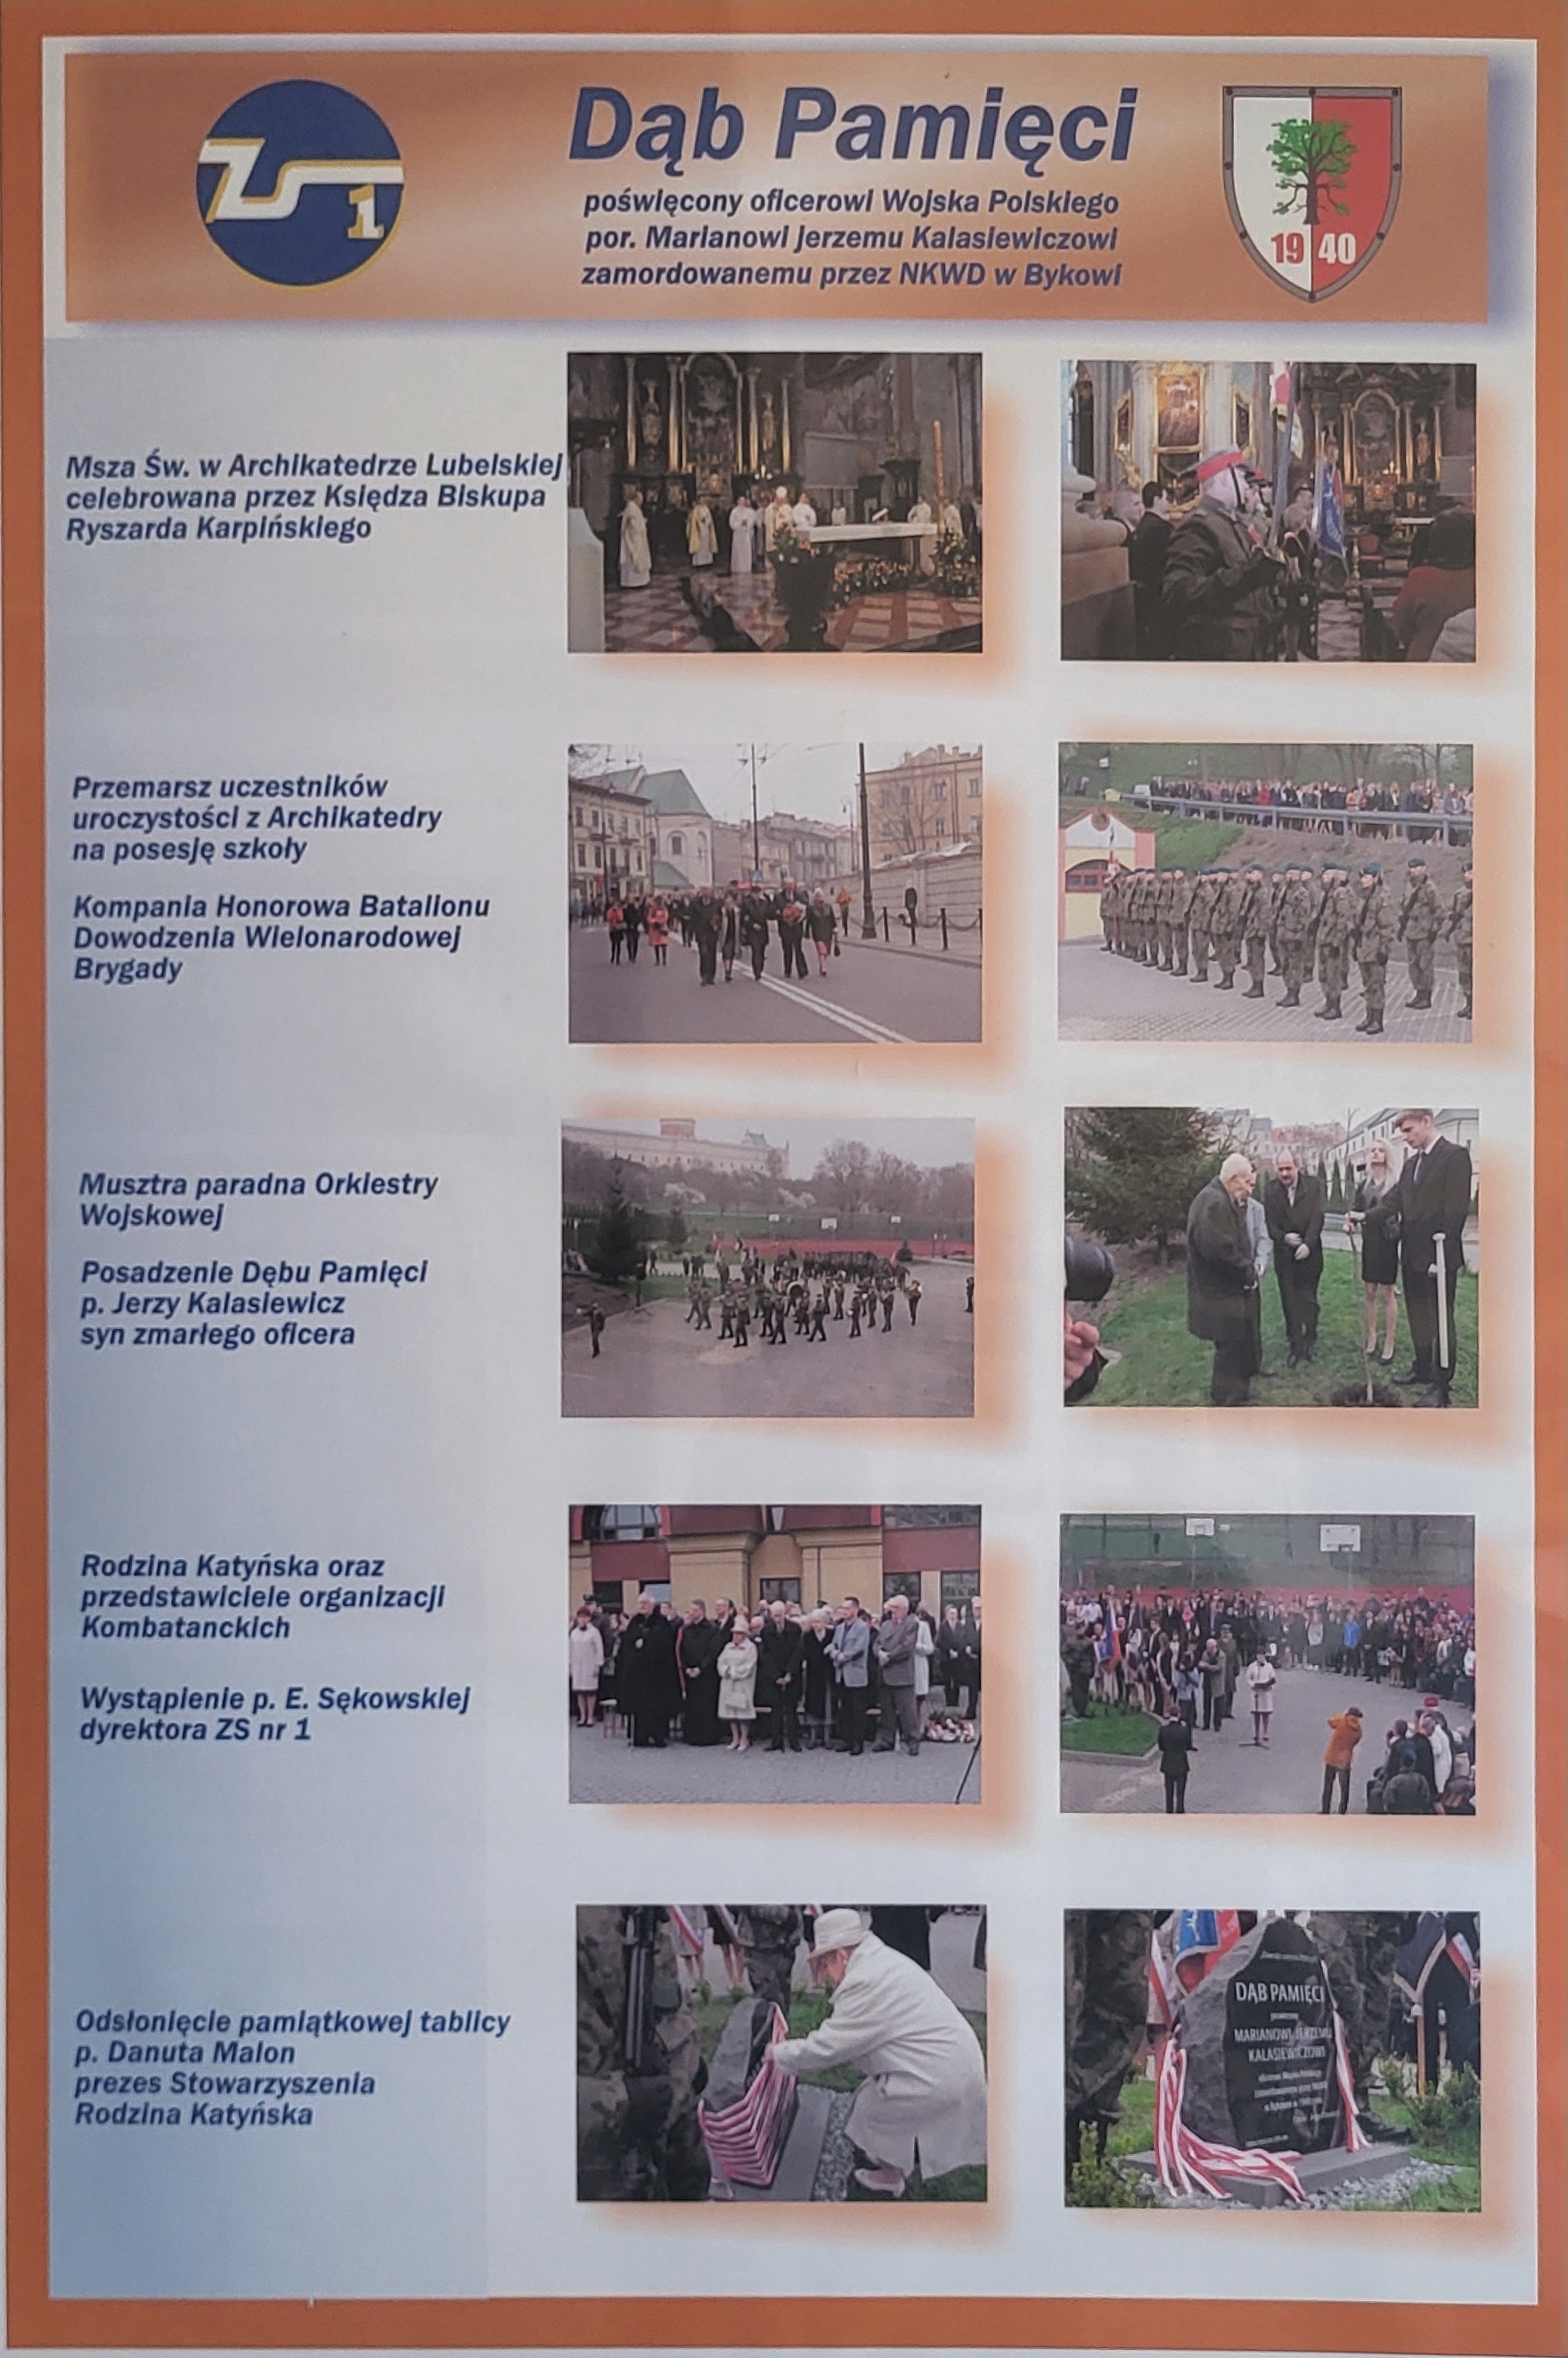 ZS 1
Dąb Pamięci
poświęcony oficerowi Wojska Polskiego
por. Marianowi Jerzemu Kalasiewiczowi
zamordowanemu przez NKWD w Bykowi
19 40
Msza Św. w Archikatedrze Lubelskiej
celebrowana przez Księdza Biskupa
Ryszarda Karpińskiego
Przemarsz uczestników
uroczystości z Archikatedry
na posesję szkoły
Kompania Honorowa Batalionu
Dowodzenia Wielonarodowej
Brygady
Musztra paradna Orkiestry
Wojskowej
Posadzenie Dębu Pamięci
p. Jerzy Kalasiewicz
syn zmarłego oficera
Rodzina Katyńska oraz
przedstawiciele organizacji
Kombatanckich
Wystąpienie p. E. Sękowskiej
dyrektora ZS nr 1
Odsłonięcie pamiątkowej tablicy
p. Danuta Malon
prezes Stowarzyszenia
Rodzina Katyńska
DĄB PAMIĘCI
MARIANOWI JERZEMU
KALASIEWICZOWI